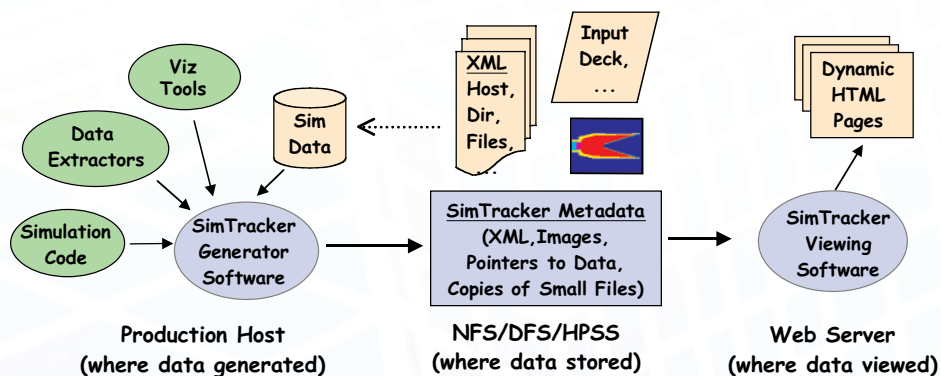 Viz
Tools
Data
Extractors
Simulation
Code
Sim
Data
SimTracker
Generator
Software
XML
Host,
Dir,
Files,
...
Input
Deck,
...
SimTracker Metadata
(XML,Images,
Pointers to Data,
Copies of Small Files)
Dynamic
HTML
Pages
SimTracker
Viewing
Software
Production Host
(where data generated)
NFS/DFS/HPSS
(where data stored)
Web Server
(where data viewed)